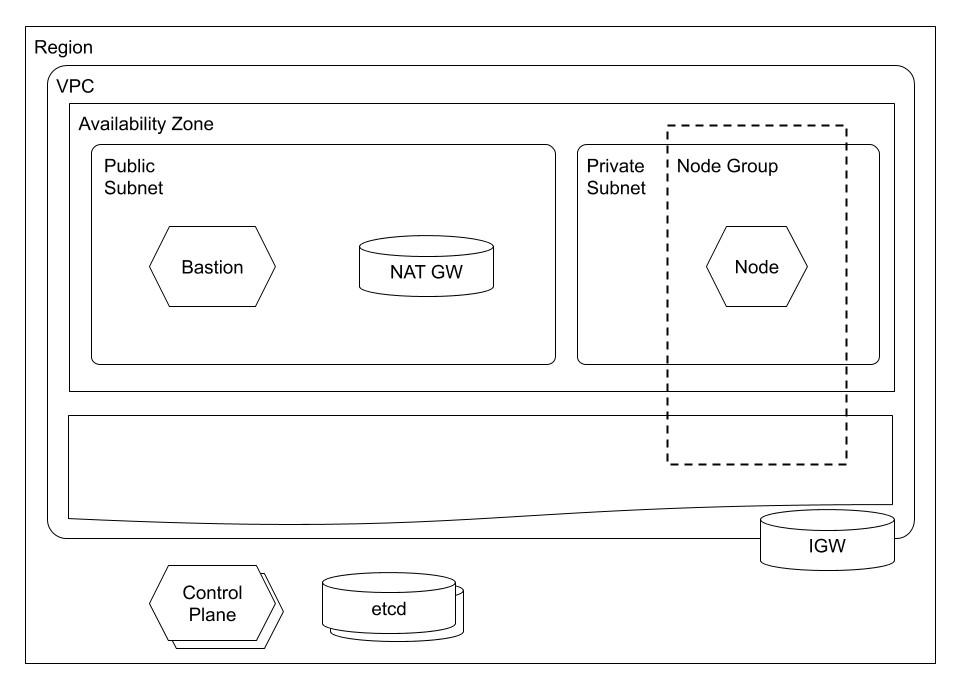 Region
VPC
Availability Zone
Public
Subnet
Private
Subnet
Node Group
Bastion
NAT GW
Node
IGW
Control
Plane
etcd